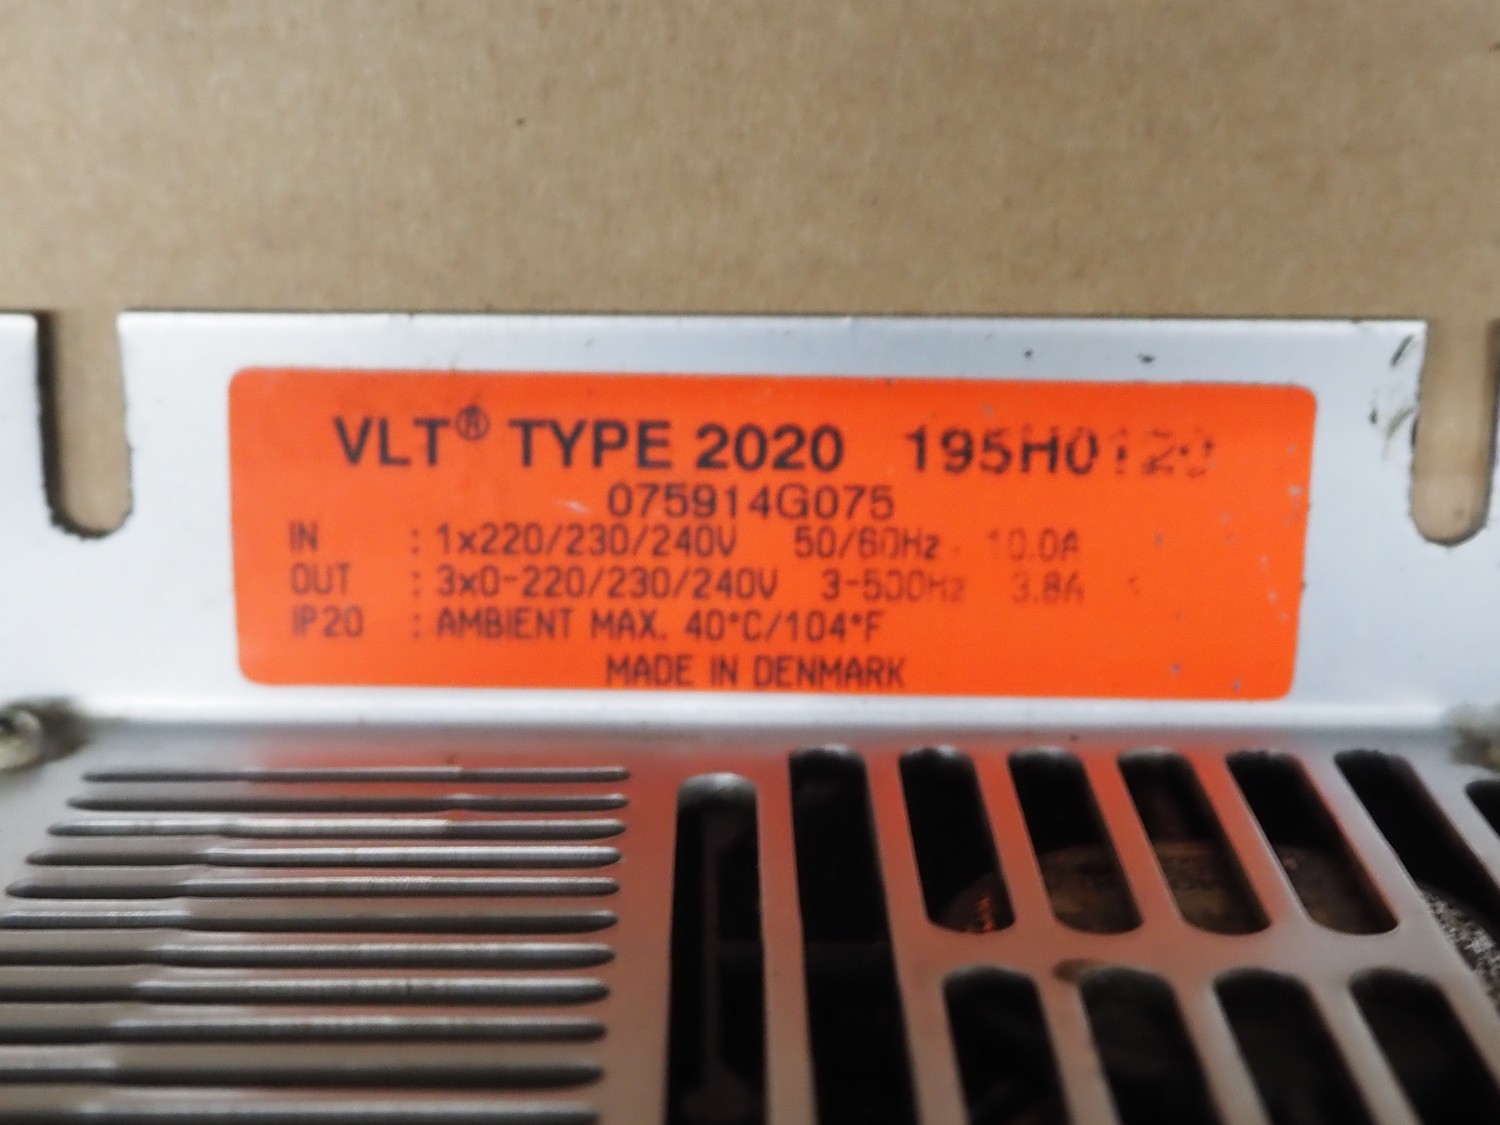 VLT® TYPE 2020 195H0120
075914G075
IN : 1x220/230/240V 50/60Hz 10.0A
OUT : 3x0-220/230/240V 3-500Hz 3.8A
IP20 : AMBIENT MAX. 40°C/104°F
MADE IN DENMARK